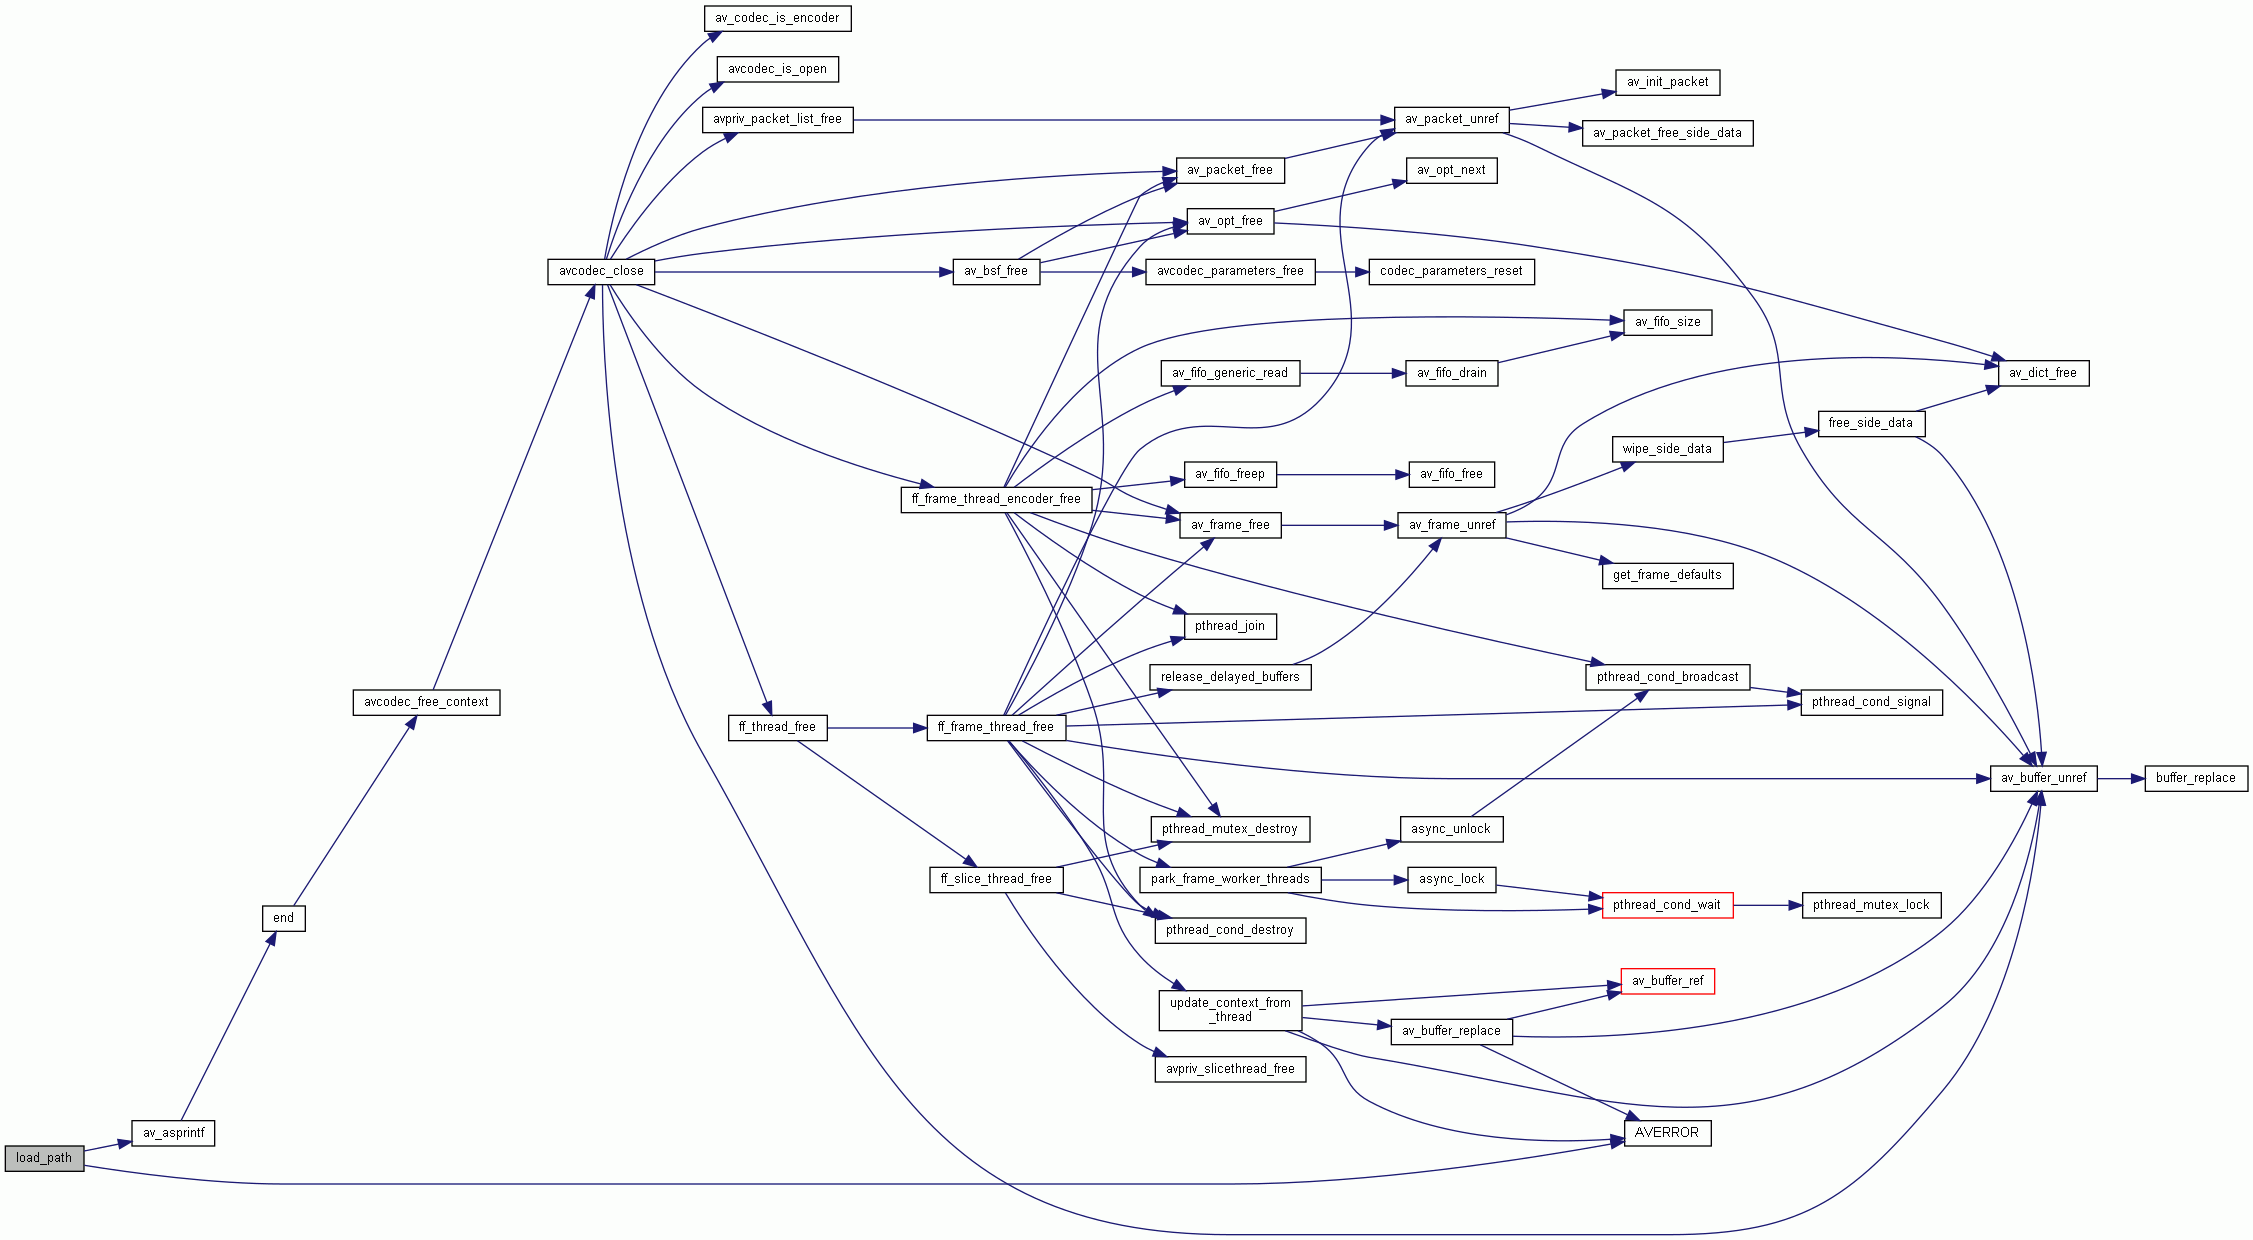 av_codec_is_encoder
avcodec_is_open
av_init_packet
avpriv_packet_list_free
av_packet_unref
av_packet_free_side_data
av_packet_free
av_opt_next
av_opt_free
avcodec_close
av_bsf_free
avcodec_parameters_free
codec_parameters_reset
av_fifo_size
av_fifo_generic_read
av_fifo_drain
av_dict_free
free_side_data
wipe_side_data
av_fifo_freep
av_fifo_free
ff_frame_thread_encoder_free
av_frame_free
av_frame_unref
get_frame_defaults
pthread_join
release_delayed_buffers
pthread_cond_broadcast
avcodec_free_context
pthread_cond_signal
ff_thread_free
ff_frame_thread_free
av_buffer_unref
buffer_replace
pthread_mutex_destroy
async_unlock
ff_slice_thread_free
park_frame_worker_threads
async_lock
pthread_cond_wait
pthread_mutex_lock
end
pthread_cond_destroy
av_buffer_ref
update_context_from
_thread
av_buffer_replace
avpriv_slicethread_free
av_asprintf
AVERROR
load_path